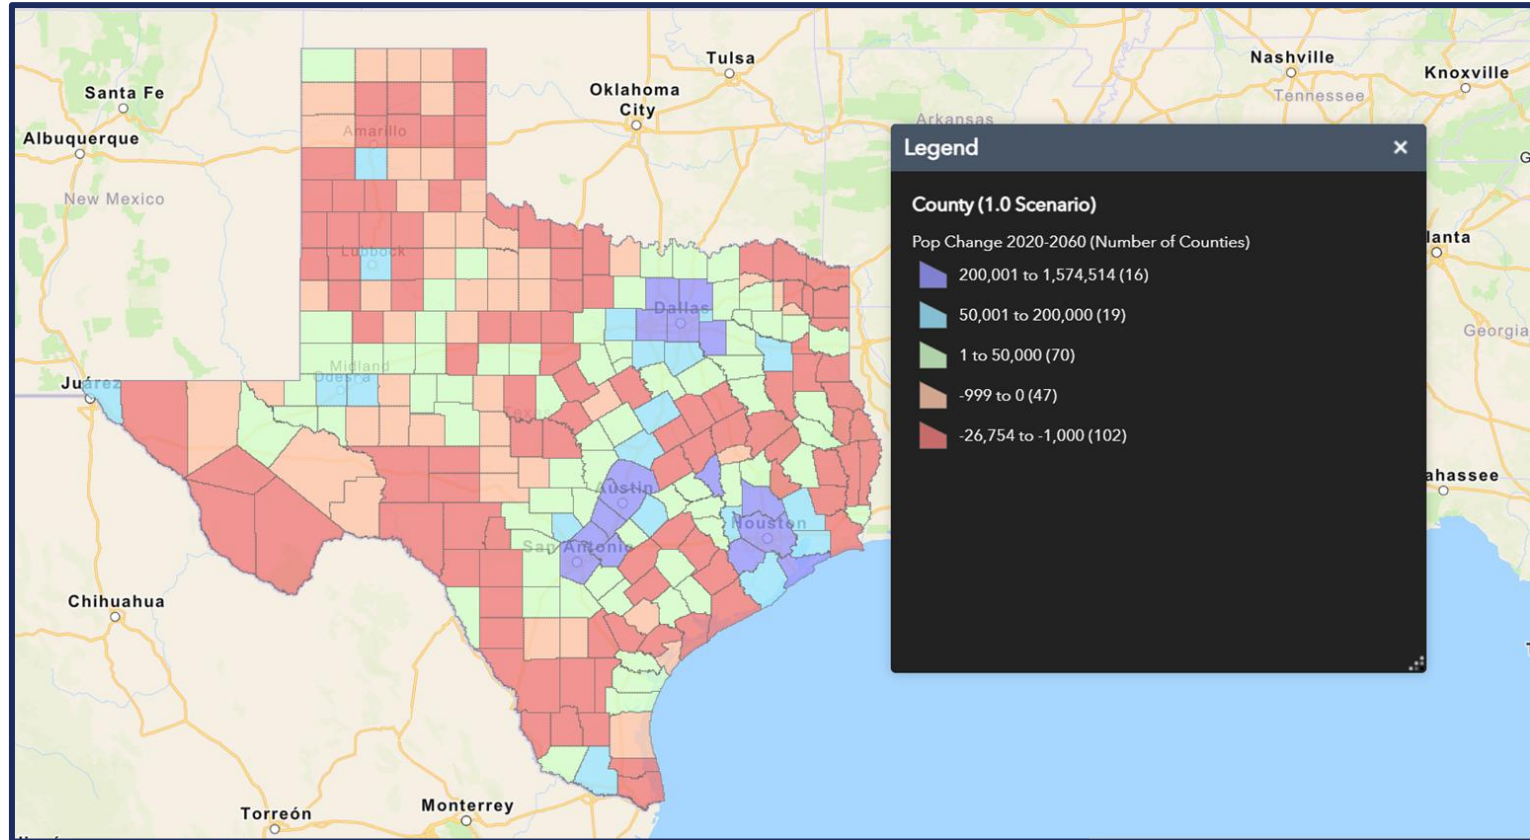 Tulsa
Nashville
Knoxville
Santa Fe
Oklahoma
City
Tennessee
Arkansas
Albuquerque
Amarillo
New Mexico
Lubbock
Dallas
Midland
Odessa
Juárez
Texas
Austin
Houston
San Antonio
Chihuahua
Torreón
Monterrey
Georgia
lanta
ahassee
Legend
×
County (1.0 Scenario)
Pop Change 2020-2060 (Number of Counties)
200,001 to 1,574,514 (16)
50,001 to 200,000 (19)
1 to 50,000 (70)
-999 to 0 (47)
-26,754 to -1,000 (102)